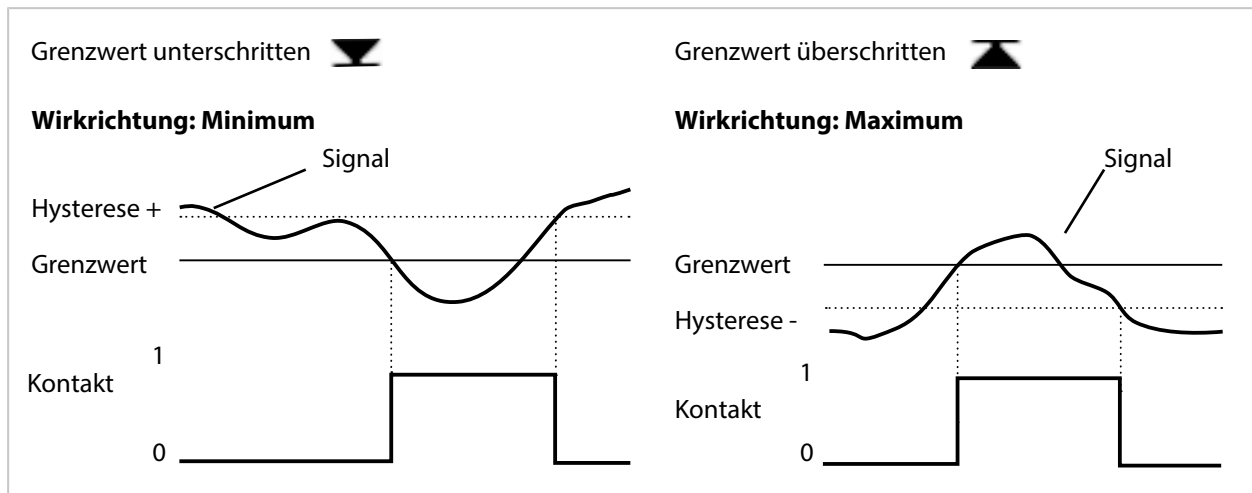 Grenzwert unterschritten
Wirkrichtung: Minimum
Signal
Hysterese +
Grenzwert
1
Kontakt
0
Grenzwert überschritten
Wirkrichtung: Maximum
Signal
Grenzwert
Hysterese -
1
Kontakt
0